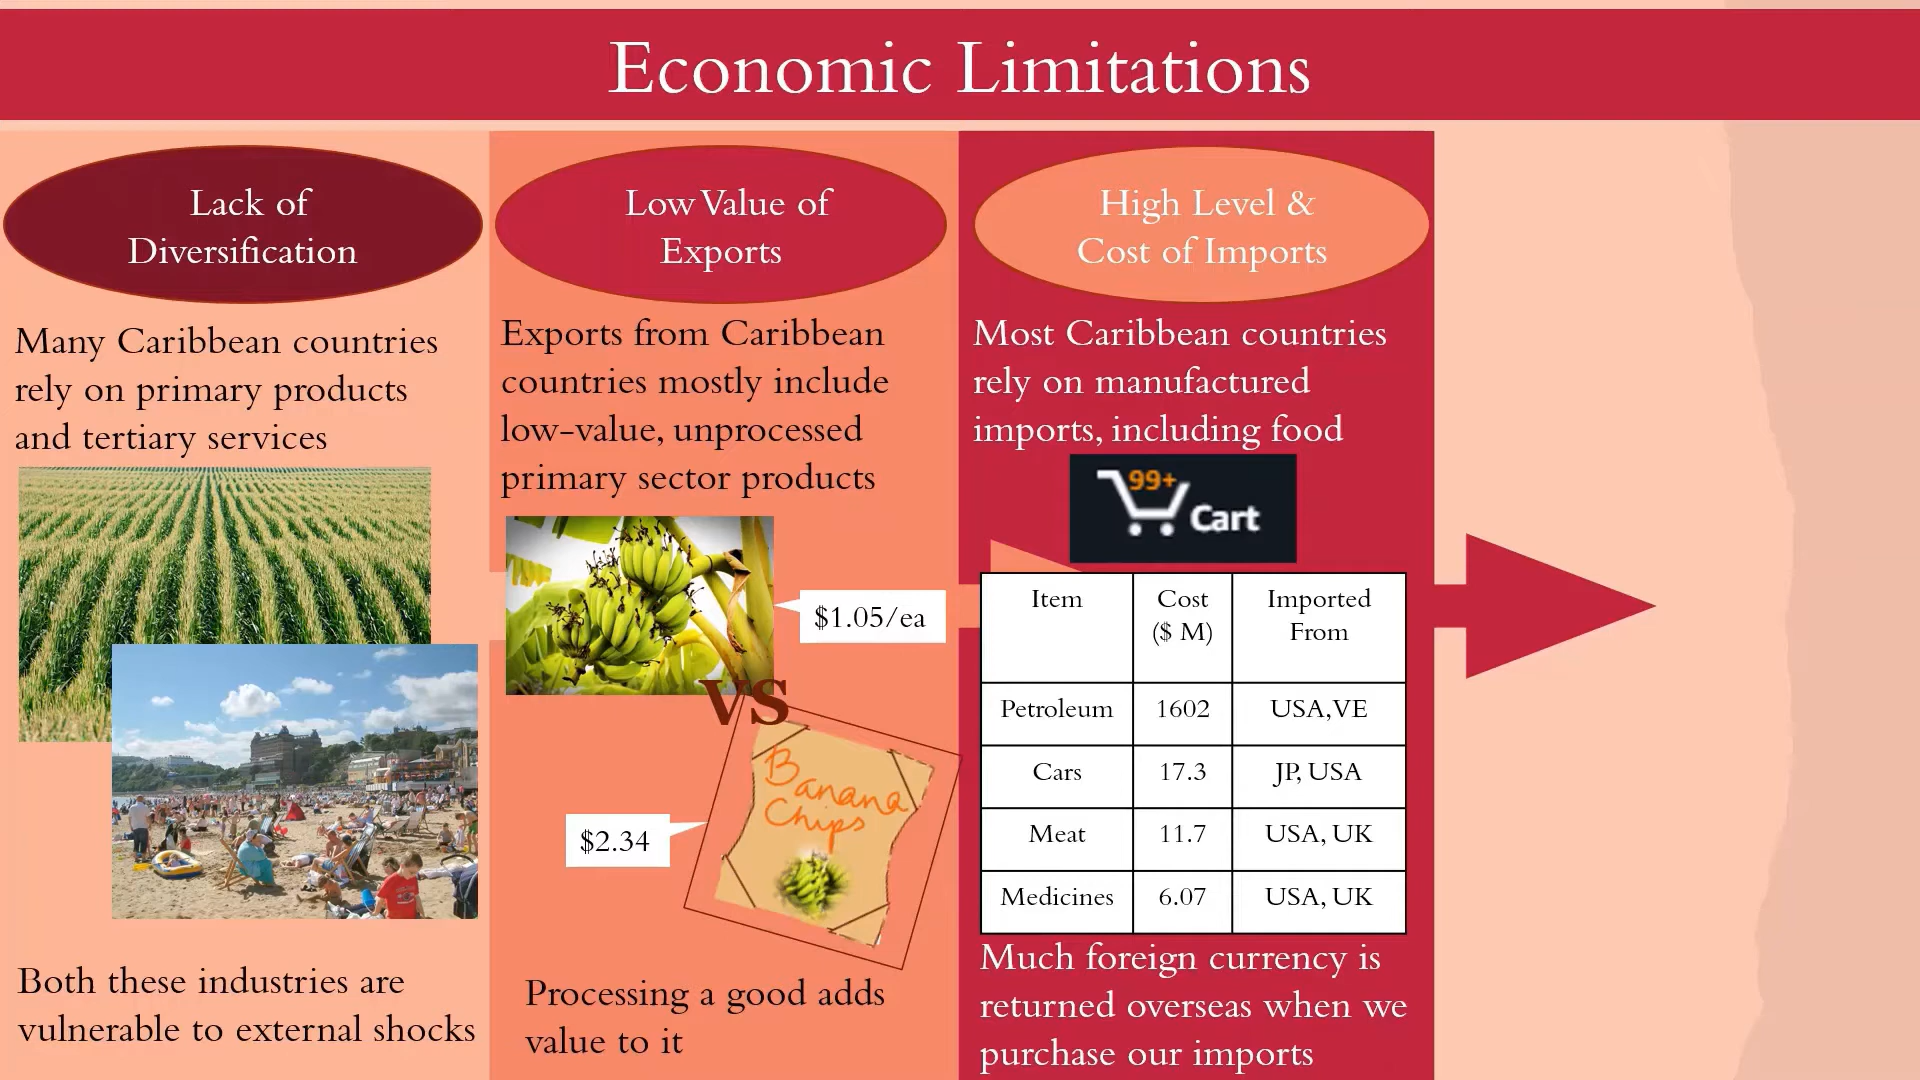 Economic Limitations
Lack of
Diversification
Many Caribbean countries
rely on primary products
and tertiary services
Both these industries are
vulnerable to external shocks
Low Value of
Exports
Exports from Caribbean
countries mostly include
low-value, unprocessed
primary sector products
$1.05/ea
VS
Banana
Chips
$2.34
Processing a good adds
value to it
High Level &
Cost of Imports
Most Caribbean countries
rely on manufactured
imports, including food
99+
Cart
Item Cost ($ M) Imported From
Petroleum 1602 USA,VE
Cars 17.3 JP, USA
Meat 11.7 USA, UK
Medicines 6.07 USA, UK
Much foreign currency is
returned overseas when we
purchase our imports